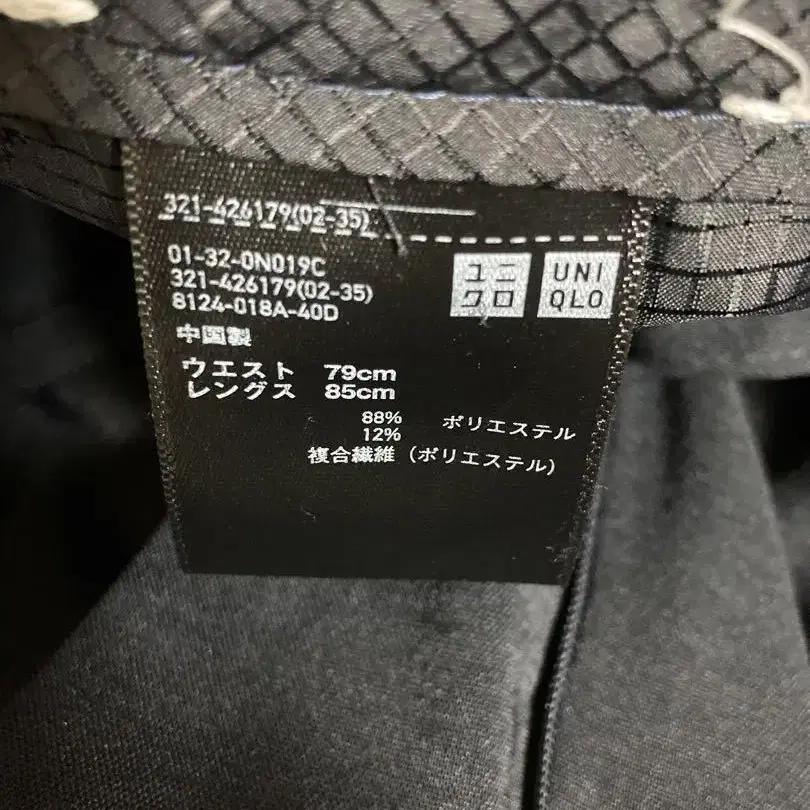 321-426179(02-35)
01-32-0N019C
321-426179(02-35)
8124-018A-40D
中国製
ユニ
クロ
UNI
QLO
ウエスト 79cm
レングス 85cm
88% ポリエステル
12%
複合繊維 (ポリエステル)